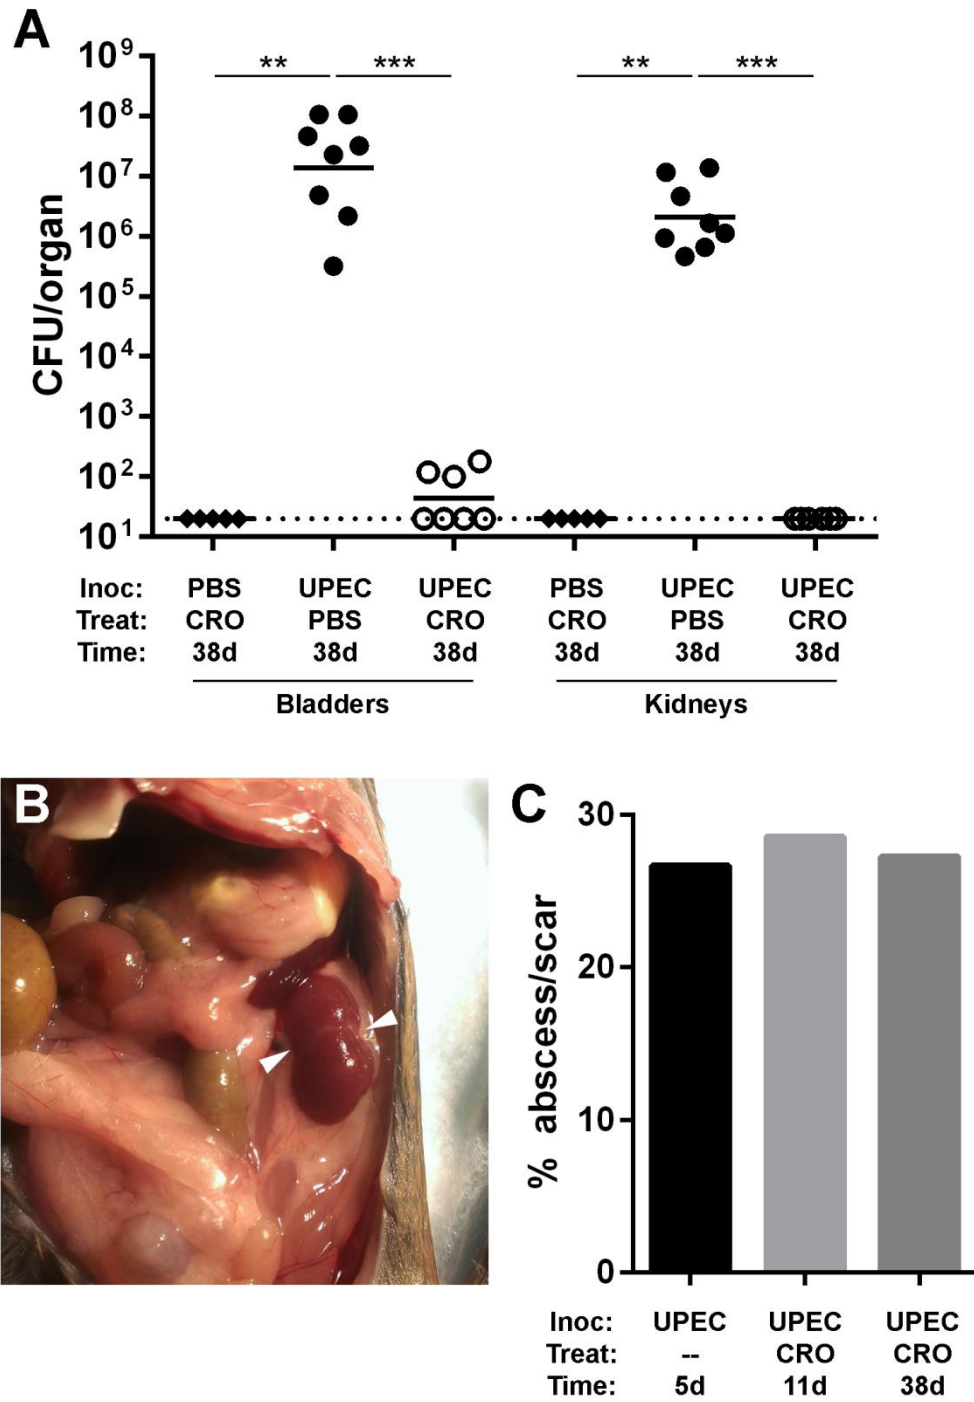 A
** *** ** ***
10⁹
10⁸
10⁷
10⁶
10⁵
10⁴
10³
10²
10¹
CFU/organ
Inoc: PBS UPEC UPEC PBS UPEC UPEC
Treat: CRO PBS CRO CRO PBS CRO
Time: 38d 38d 38d 38d 38d 38d
Bladders Kidneys
B
C
30
20
10
0
% abscess/scar
Inoc: UPEC UPEC UPEC
Treat: -- CRO CRO
Time: 5d 11d 38d